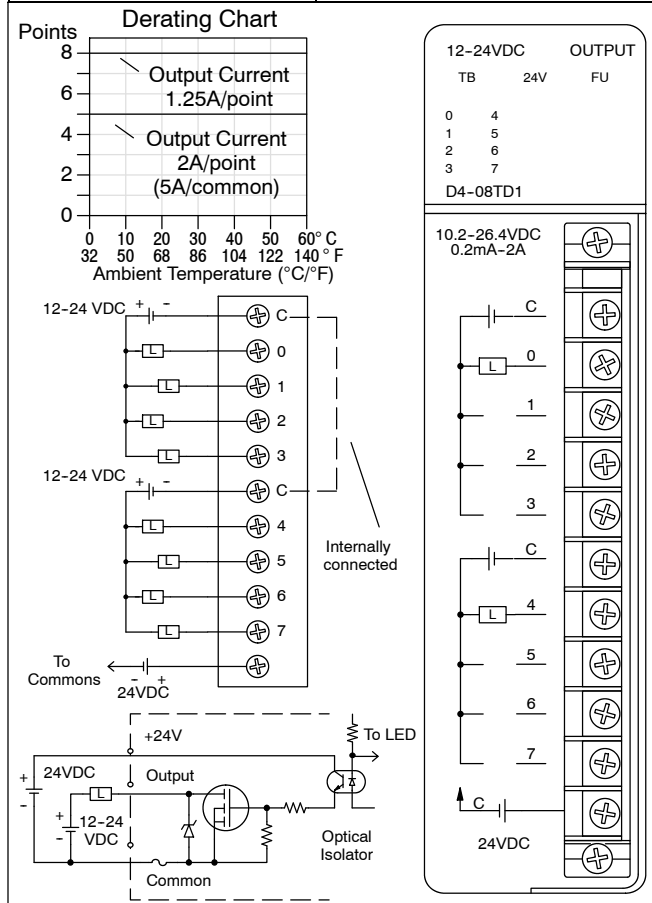 Derating Chart
Points
8
6
4
2
0
Output Current
1.25A/point
Output Current
2A/point
(5A/common)
0 10 20 30 40 50 60°C
32 50 68 86 104 122 140°F
Ambient Temperature (°C/°F)
12-24 VDC + -
C
L 0
L 1
L 2
L 3
12-24 VDC + -
C
L 4
L 5
L 6
L 7
Internally
connected
To
Commons
- +
24VDC
+24V
To LED
+
24VDC
-
Output
L
+
12-24
VDC
-
Optical
Isolator
Common
12-24VDC OUTPUT
TB 24V FU
0 4
1 5
2 6
3 7
D4-08TD1
10.2-26.4VDC
0.2mA-2A
C
L 0
1
2
3
C
L 4
5
6
7
C
24VDC